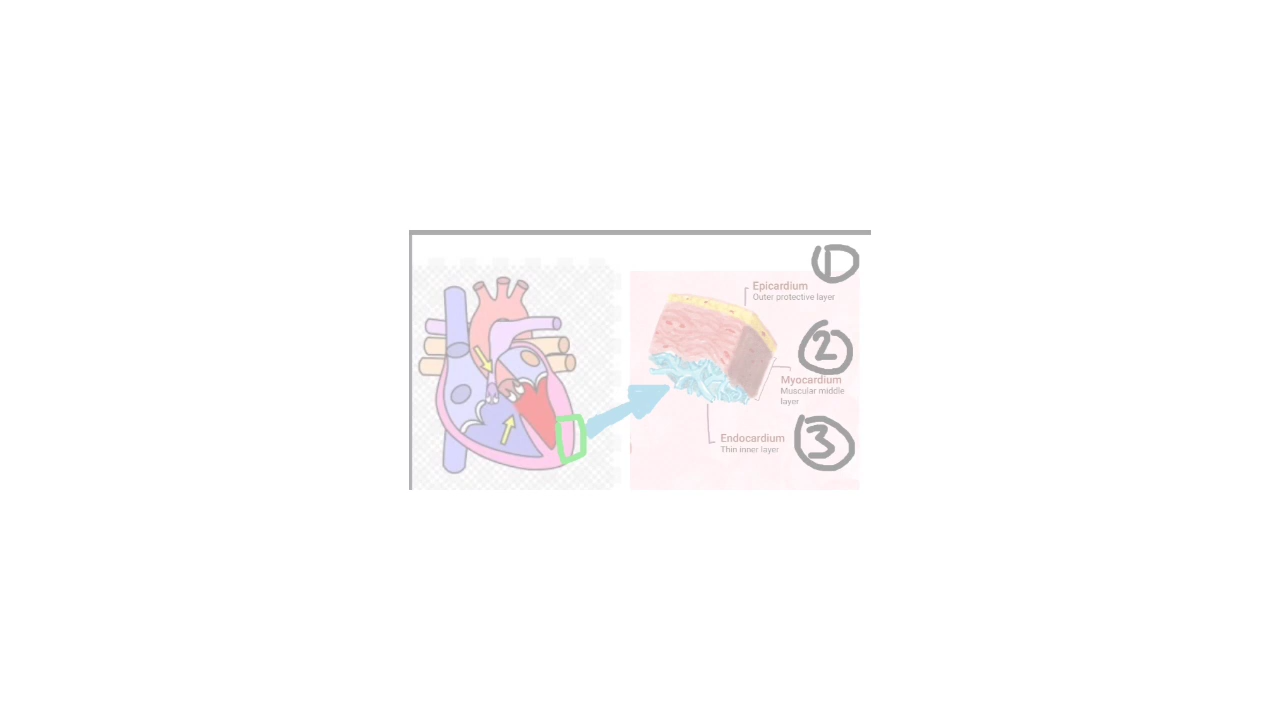 1
Epicardium
Outer protective layer
2
Myocardium
Muscular middle
layer
3
Endocardium
Thin inner layer